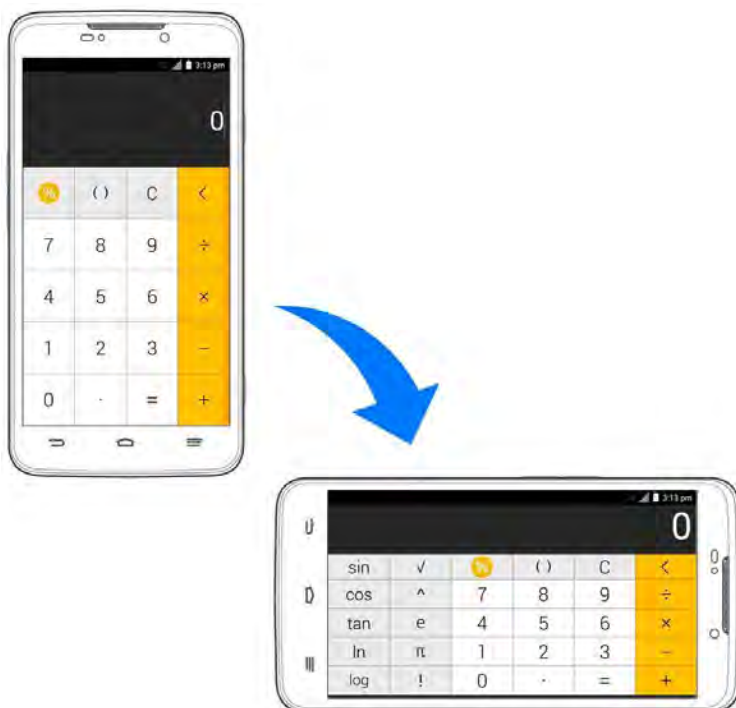 3:13 pm
0
% ( ) C <
7 8 9 ÷
4 5 6 ×
1 2 3 −
0 . = +
3:13 pm
0
sin √ % ( ) C <
cos ^ 7 8 9 ÷
tan e 4 5 6 ×
ln π 1 2 3 −
log ! 0 . = +